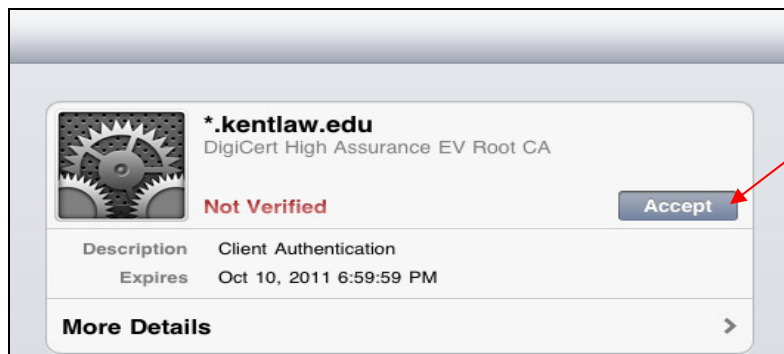 *.kentlaw.edu
DigiCert High Assurance EV Root CA
Not Verified Accept
Description Client Authentication
Expires Oct 10, 2011 6:59:59 PM
More Details